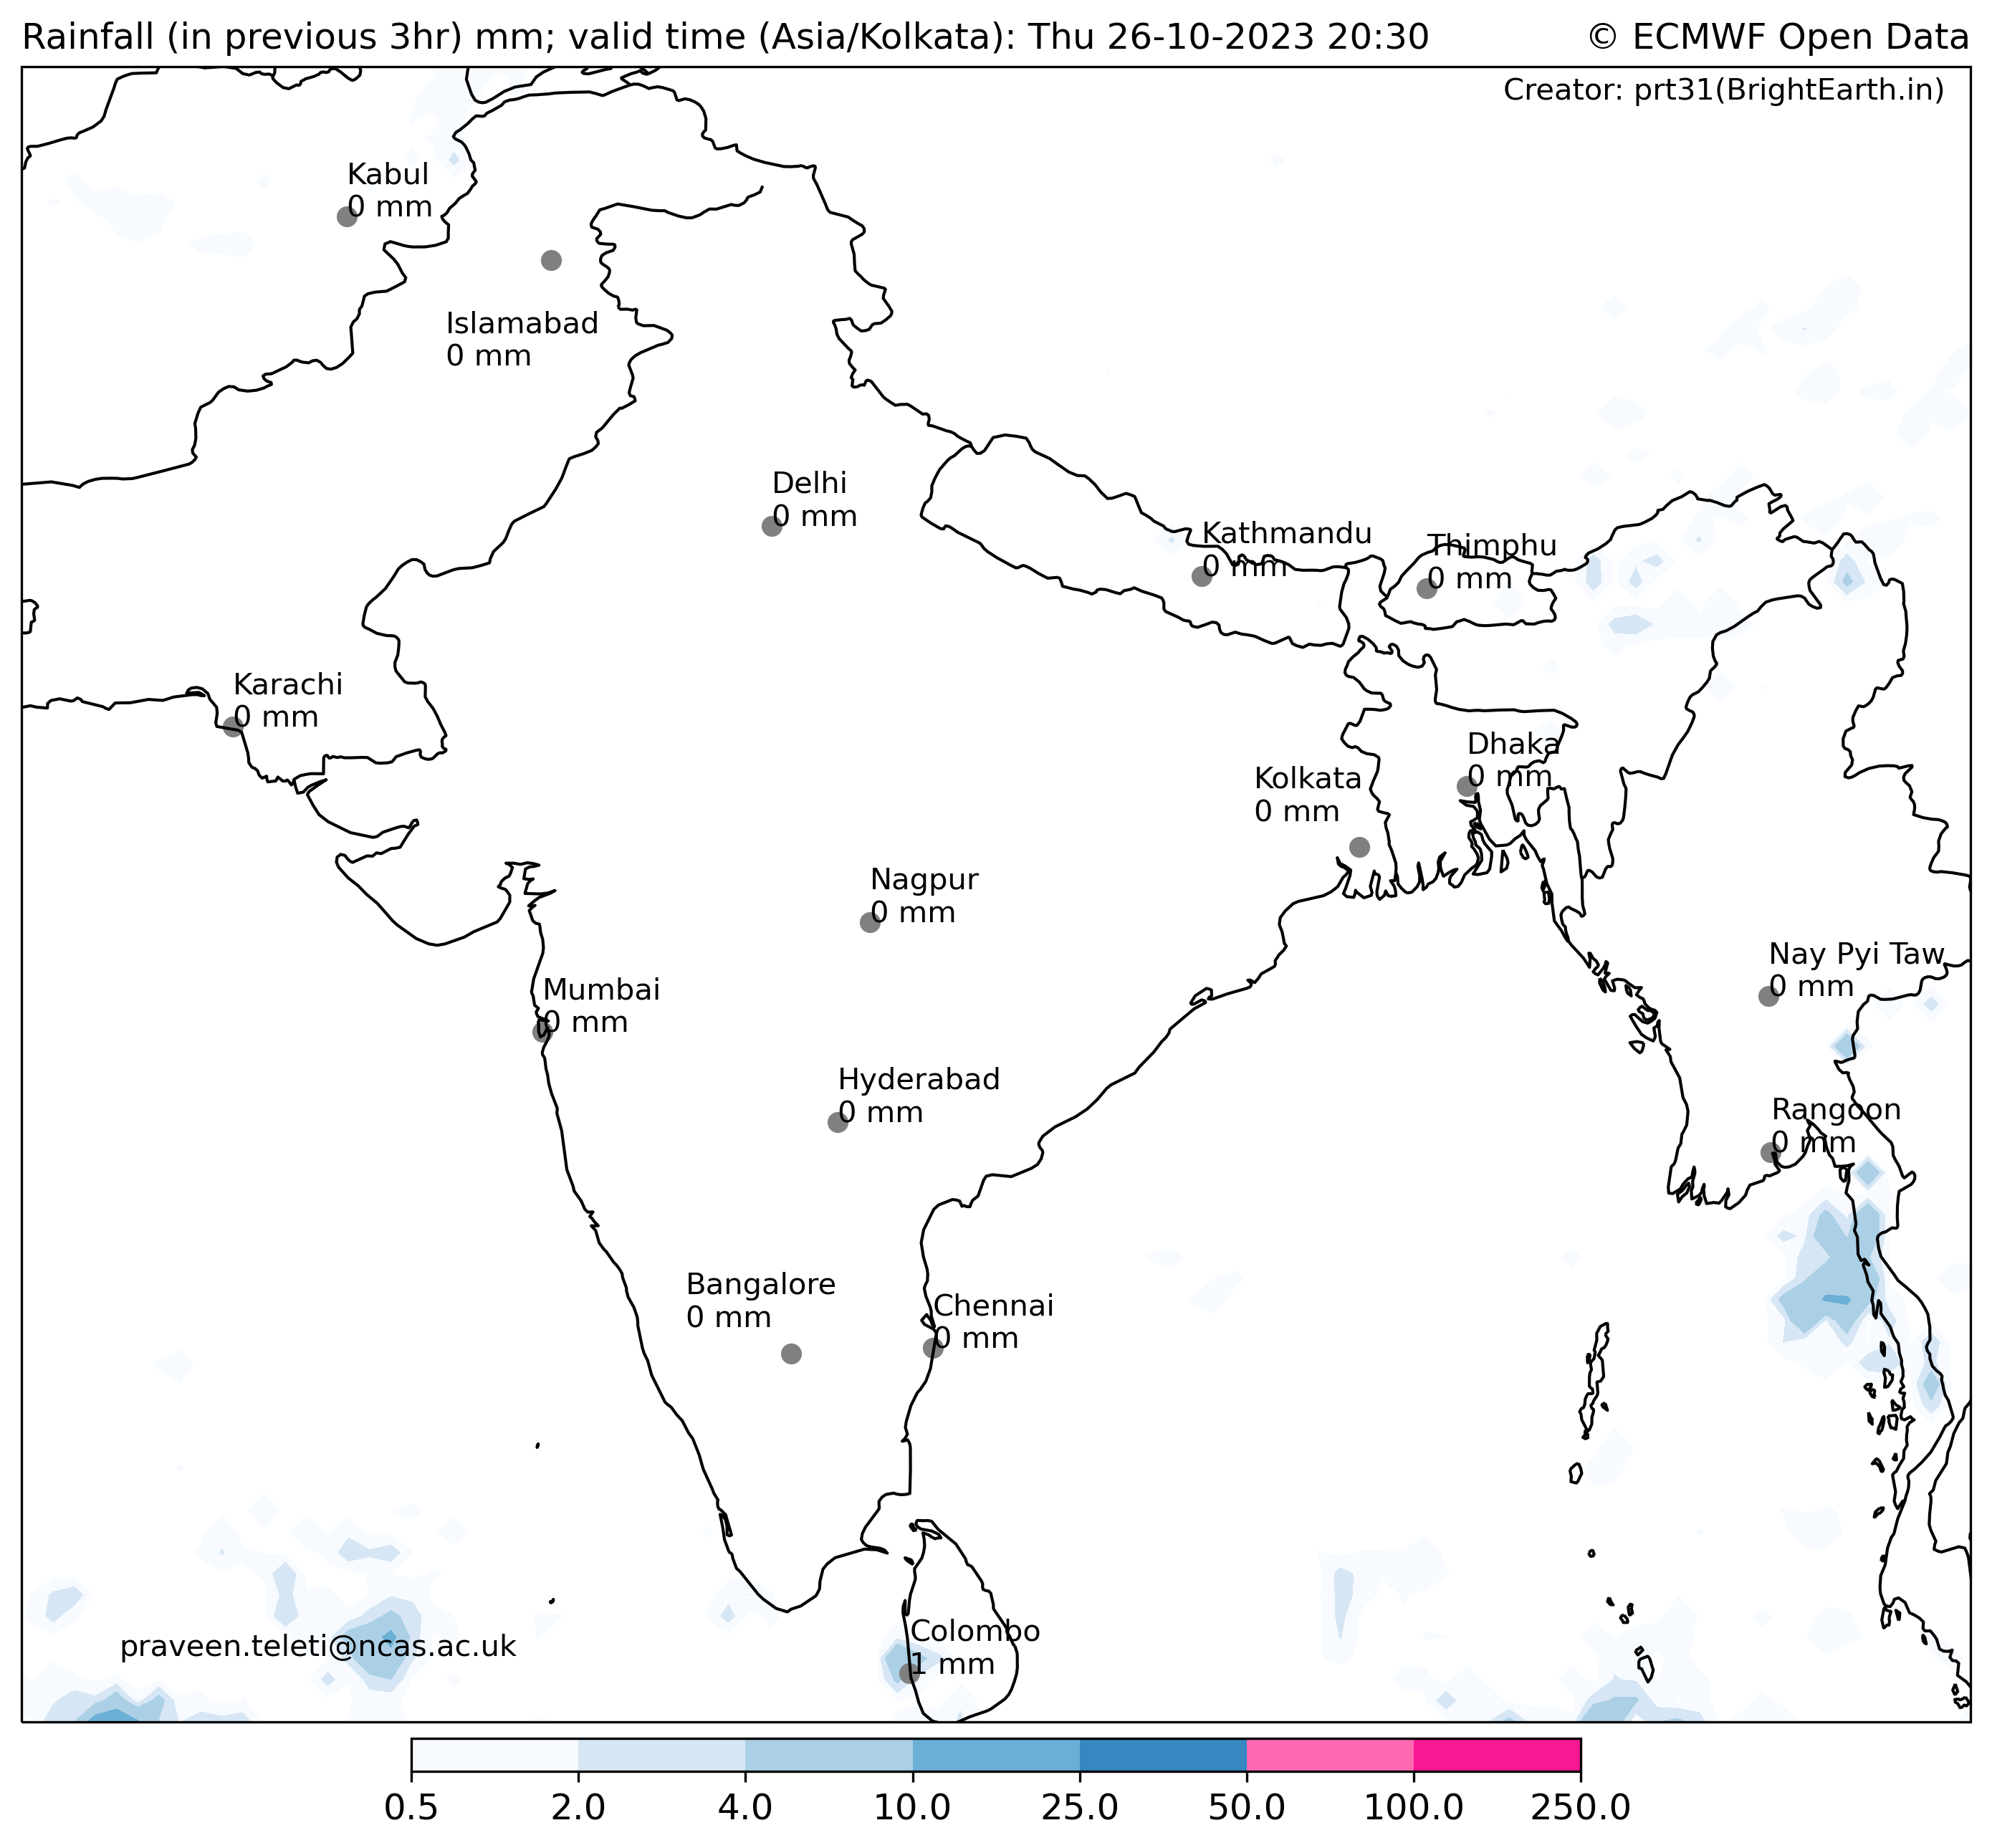 Rainfall (in previous 3hr) mm; valid time (Asia/Kolkata): Thu 26-10-2023 20:30
© ECMWF Open Data
Creator: prt31(BrightEarth.in)
Kabul
0 mm
Islamabad
0 mm
Delhi
0 mm
Kathmandu
0 mm
Thimphu
0 mm
Karachi
0 mm
Dhaka
0 mm
Kolkata
0 mm
Nagpur
0 mm
Nay Pyi Taw
0 mm
Mumbai
0 mm
Hyderabad
0 mm
Rangoon
0 mm
Bangalore
0 mm
Chennai
0 mm
Colombo
1 mm
praveen.teleti@ncas.ac.uk
0.5 2.0 4.0 10.0 25.0 50.0 100.0 250.0